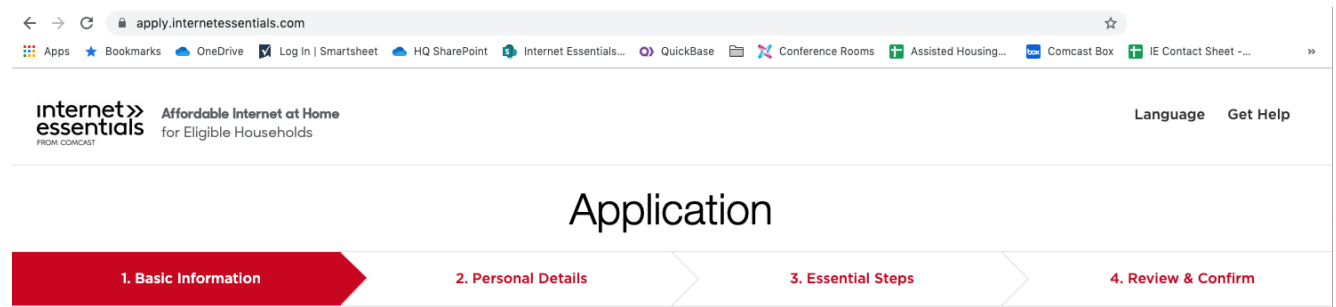 apply.internetessentials.com
Apps Bookmarks OneDrive Log In | Smartsheet HQ SharePoint Internet Essentials... QuickBase Conference Rooms Assisted Housing... box Comcast Box IE Contact Sheet -... »
internet essentials FROM COMCAST
Affordable Internet at Home
for Eligible Households
Language Get Help
Application
1. Basic Information 2. Personal Details 3. Essential Steps 4. Review & Confirm